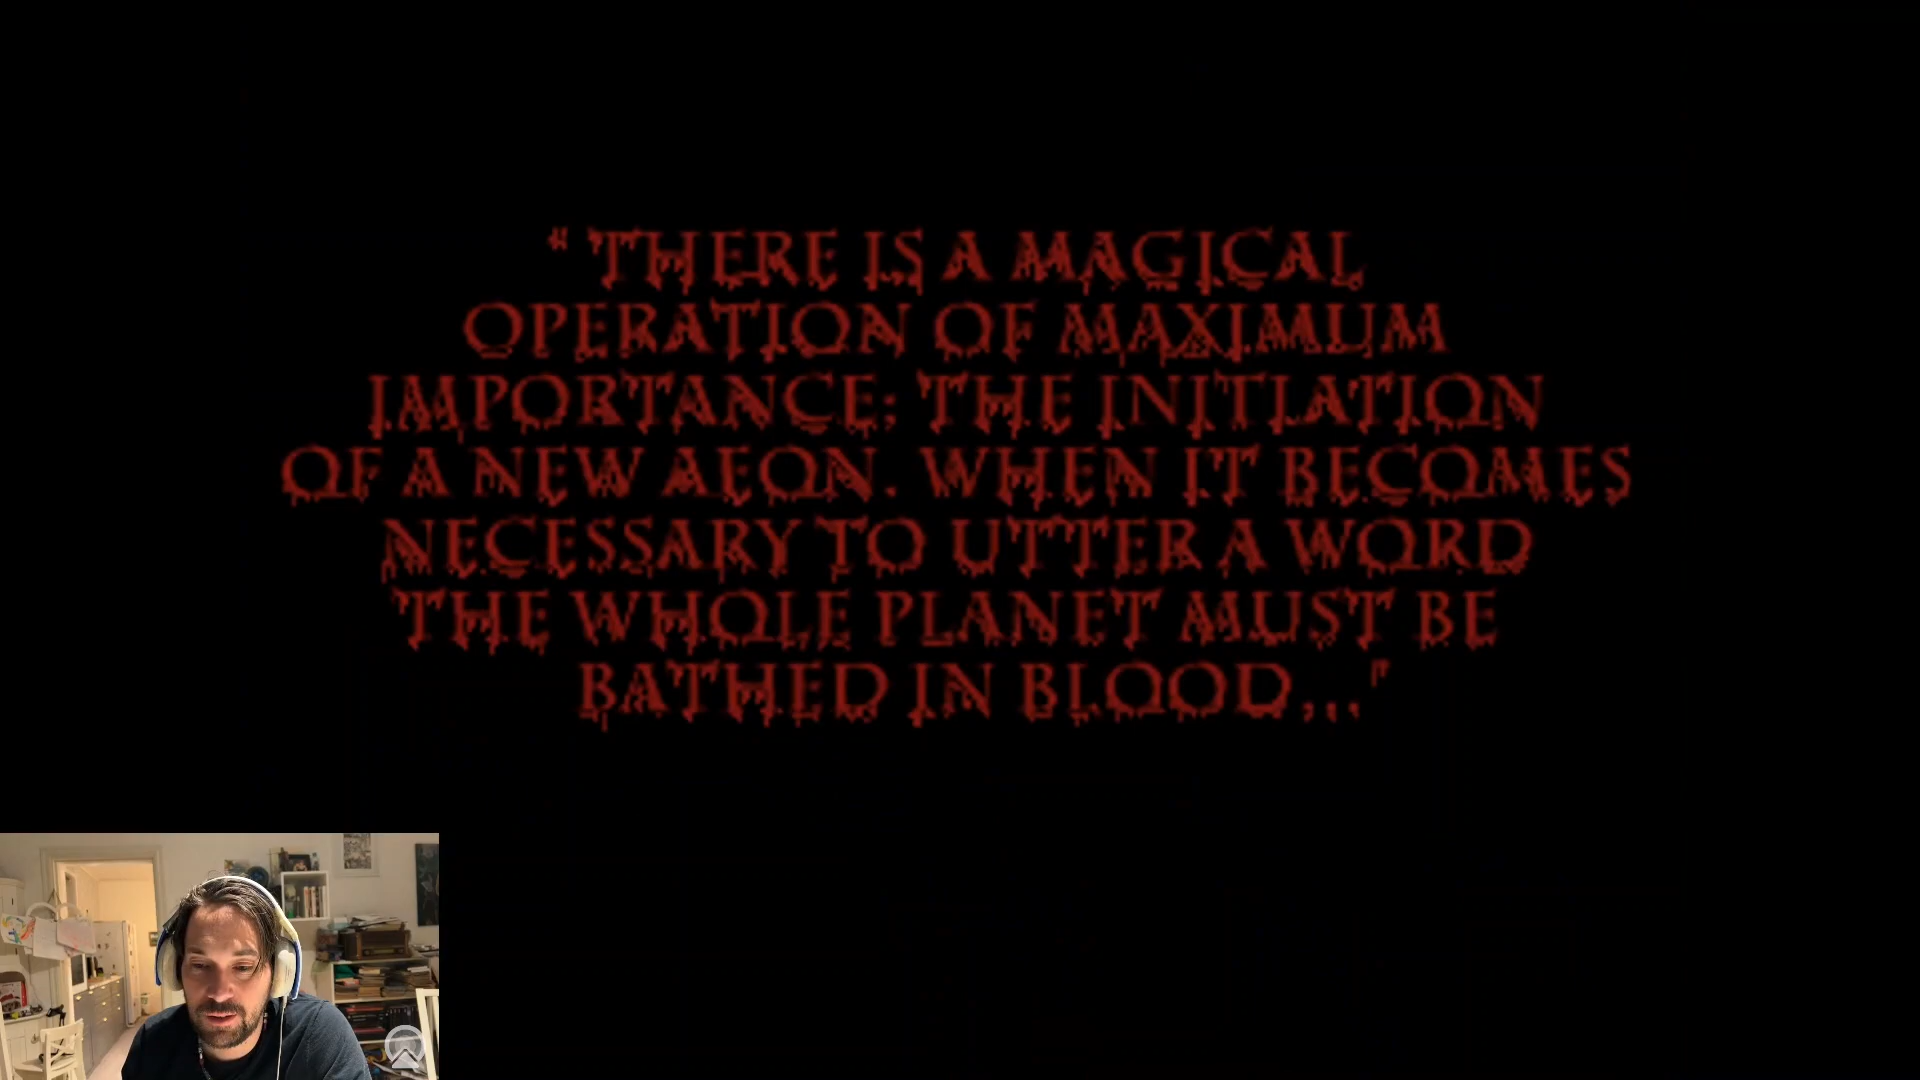 " THERE IS A MAGICAL
OPERATION OF MAXIMUM
IMPORTANCE; THE INITIATION
OF A NEW AEON. WHEN IT BECOMES
NECESSARY TO UTTER A WORD
THE WHOLE PLANET MUST BE
BATHED IN BLOOD..."